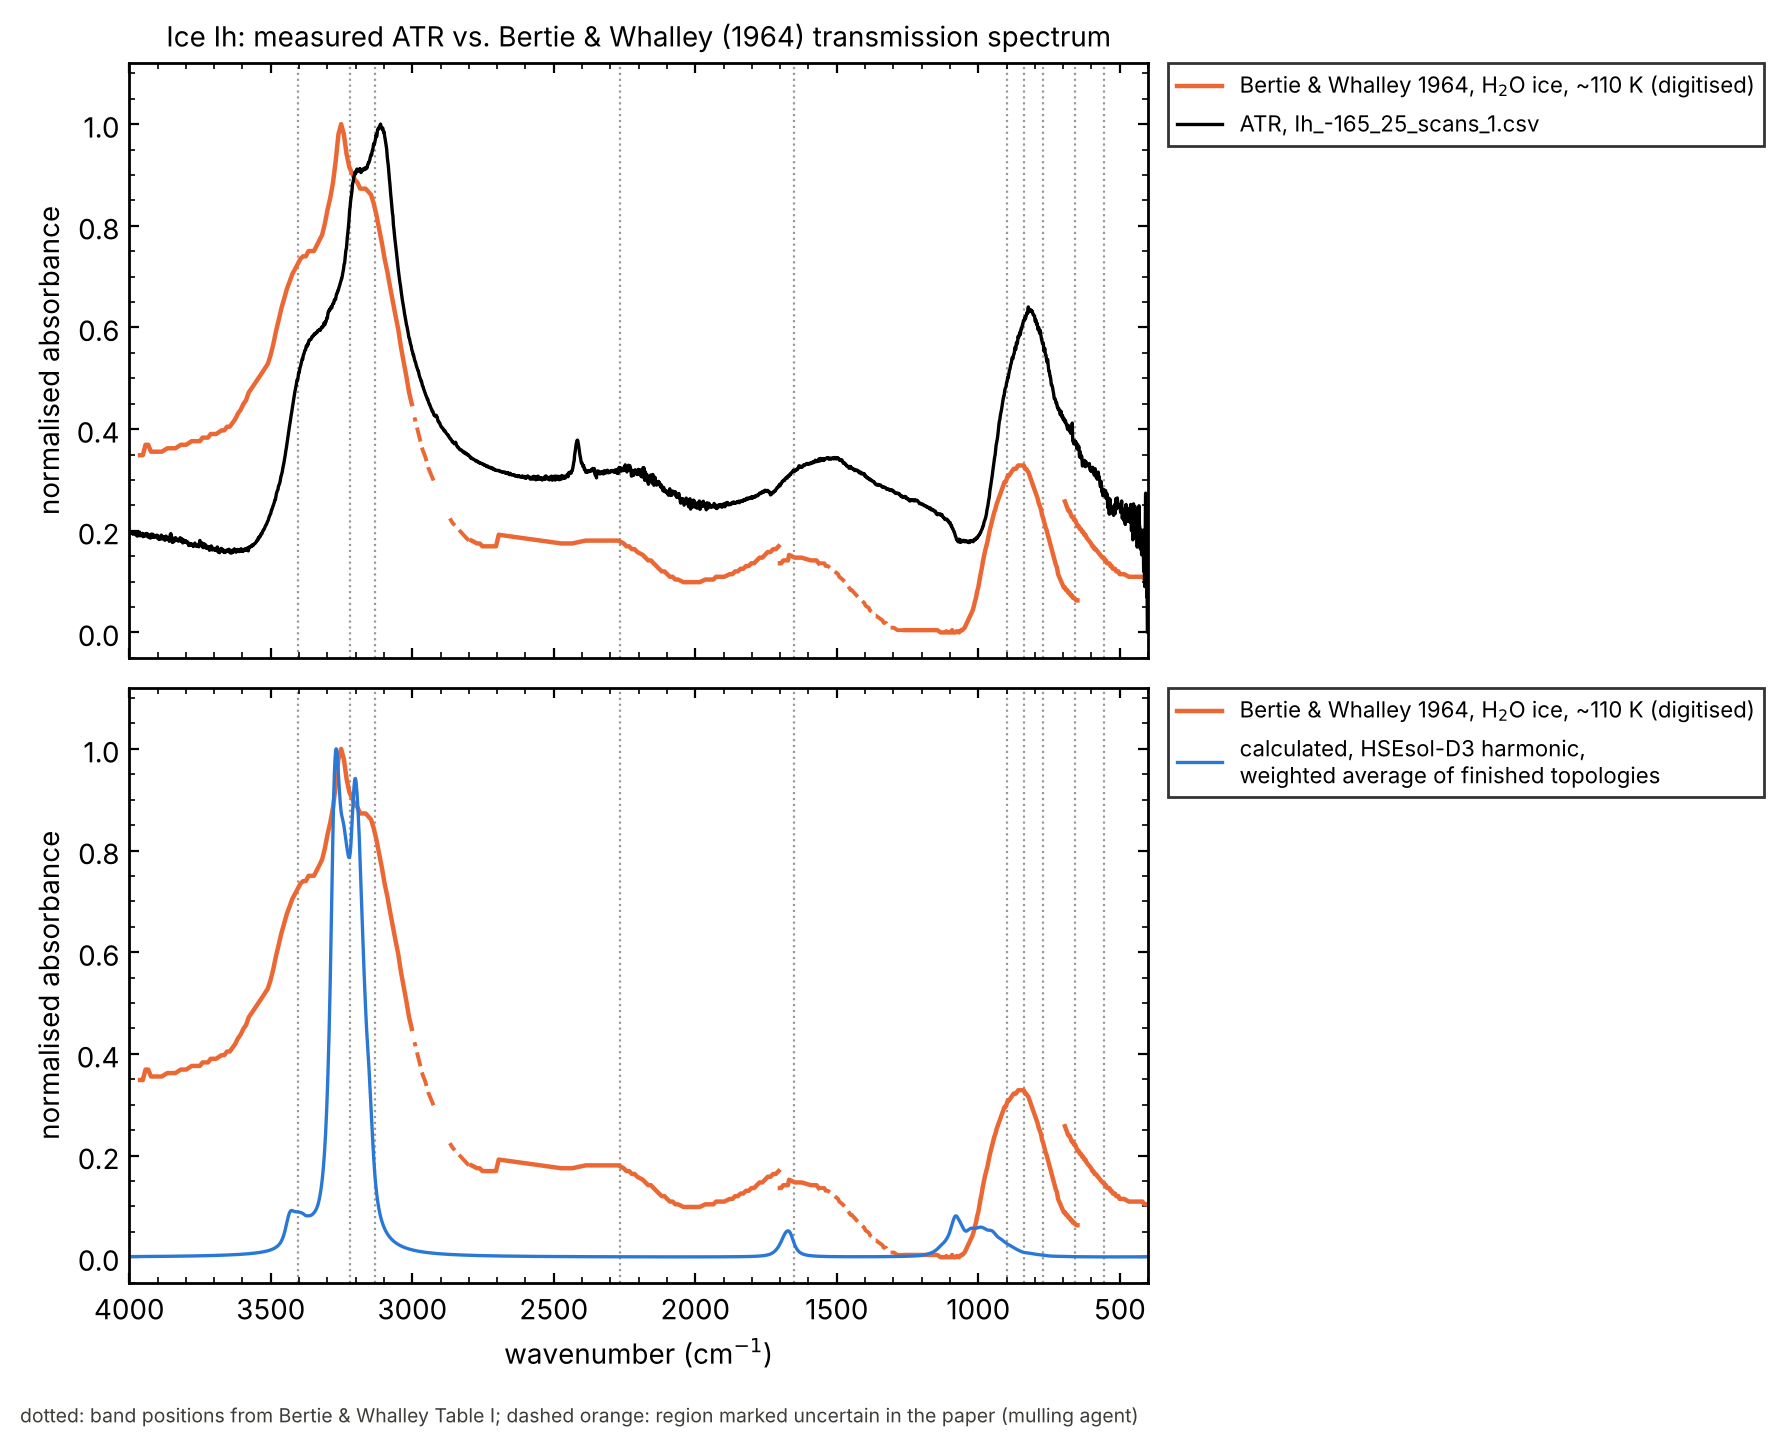 Ice Ih: measured ATR vs. Bertie & Whalley (1964) transmission spectrum
Bertie & Whalley 1964, H₂O ice, ~110 K (digitised)
ATR, Ih_-165_25_scans_1.csv
normalised absorbance
1.0
0.8
0.6
0.4
0.2
0.0
Bertie & Whalley 1964, H₂O ice, ~110 K (digitised)
calculated, HSEsol-D3 harmonic,
weighted average of finished topologies
normalised absorbance
1.0
0.8
0.6
0.4
0.2
0.0
4000 3500 3000 2500 2000 1500 1000 500
wavenumber (cm⁻¹)
dotted: band positions from Bertie & Whalley Table I; dashed orange: region marked uncertain in the paper (mulling agent)